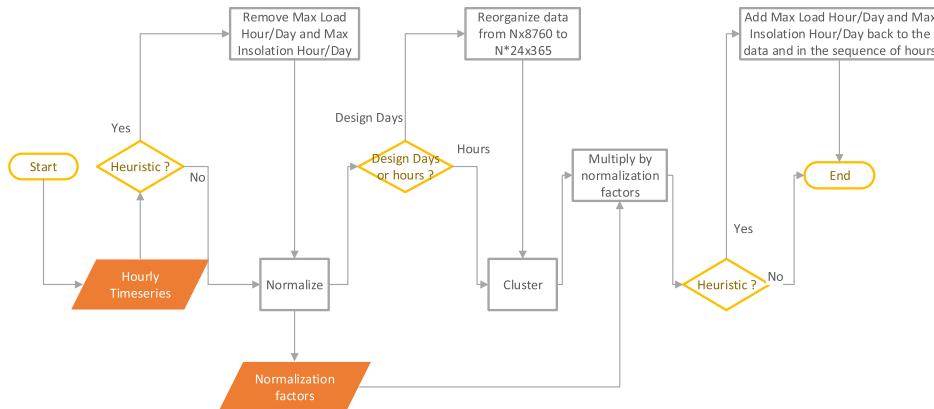 Remove Max Load
Hour/Day and Max
Insolation Hour/Day
Reorganize data
from Nx8760 to
N*24x365
Add Max Load Hour/Day and Max
Insolation Hour/Day back to the
data and in the sequence of hours
Yes
Design Days
Hours
Start
Heuristic ?
No
Design Days
or hours ?
Multiply by
normalization
factors
End
Yes
Hourly
Timeseries
Normalize
Cluster
Heuristic ?
No
Normalization
factors